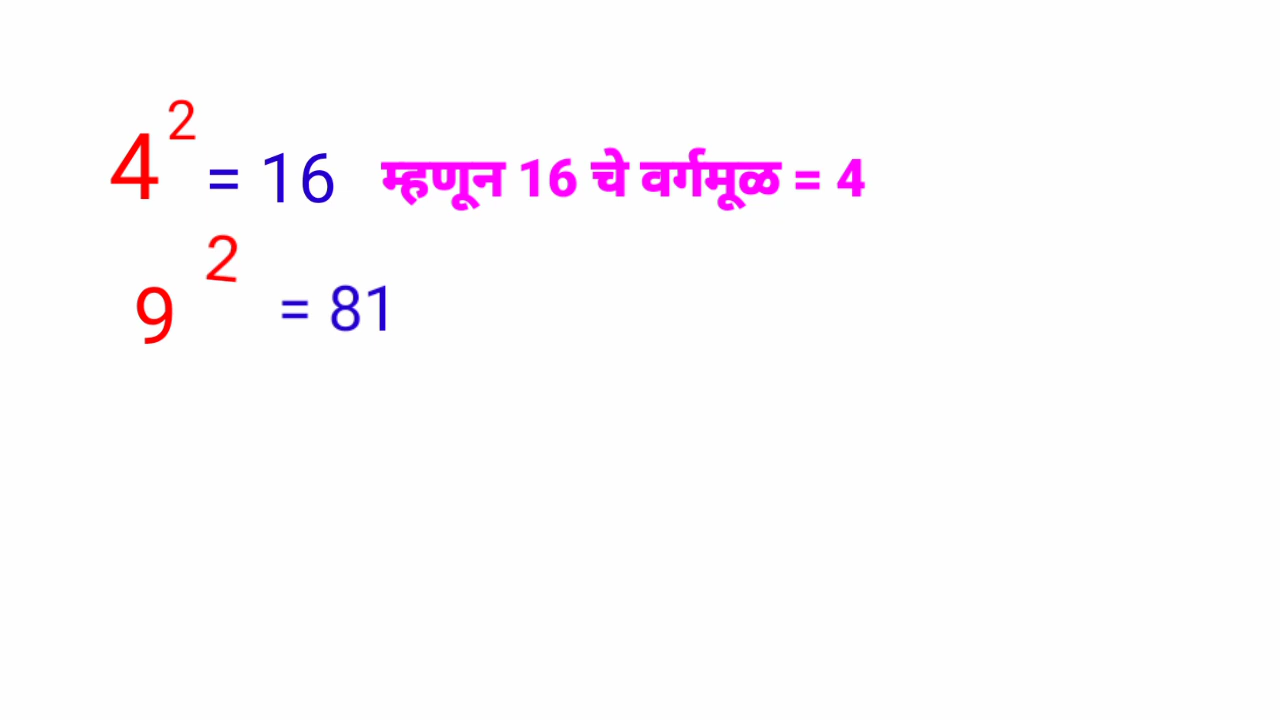 4² = 16 म्हणून 16 चे वर्गमूळ = 4
9² = 81